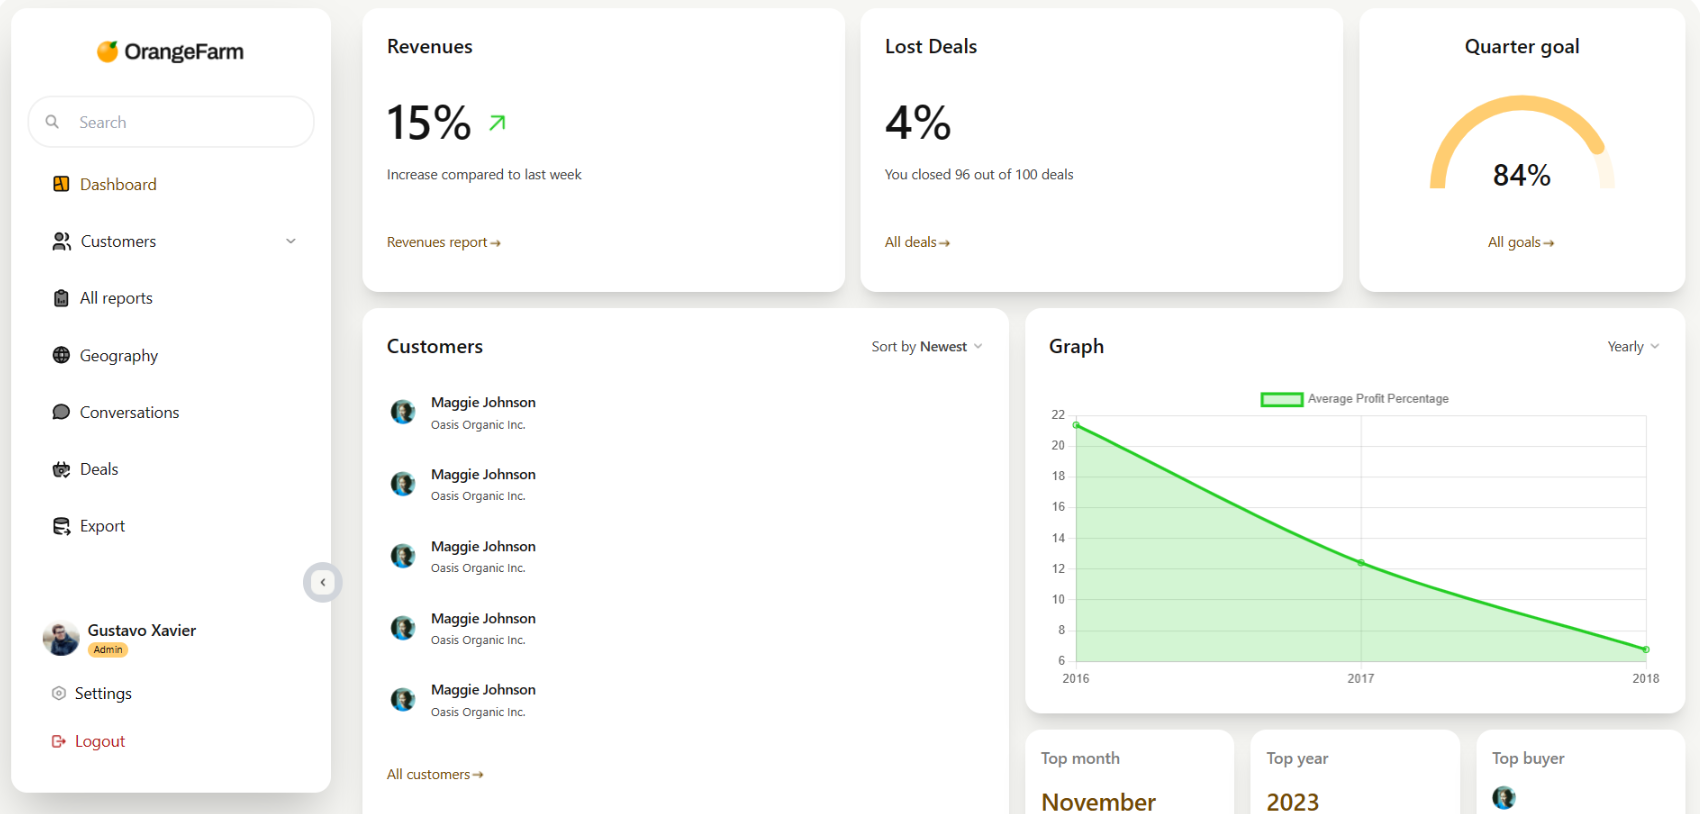 OrangeFarm
Search
Dashboard
Customers
All reports
Geography
Conversations
Deals
Export
Gustavo Xavier
Admin
Settings
Logout
Revenues
15%
Increase compared to last week
Revenues report→
Lost Deals
4%
You closed 96 out of 100 deals
All deals→
Quarter goal
84%
All goals→
Customers
Sort by Newest
Maggie Johnson
Oasis Organic Inc.
Maggie Johnson
Oasis Organic Inc.
Maggie Johnson
Oasis Organic Inc.
Maggie Johnson
Oasis Organic Inc.
Maggie Johnson
Oasis Organic Inc.
All customers→
Graph
Yearly
Average Profit Percentage
22
20
18
16
14
12
10
8
6
2016 2017 2018
Top month
November
Top year
2023
Top buyer